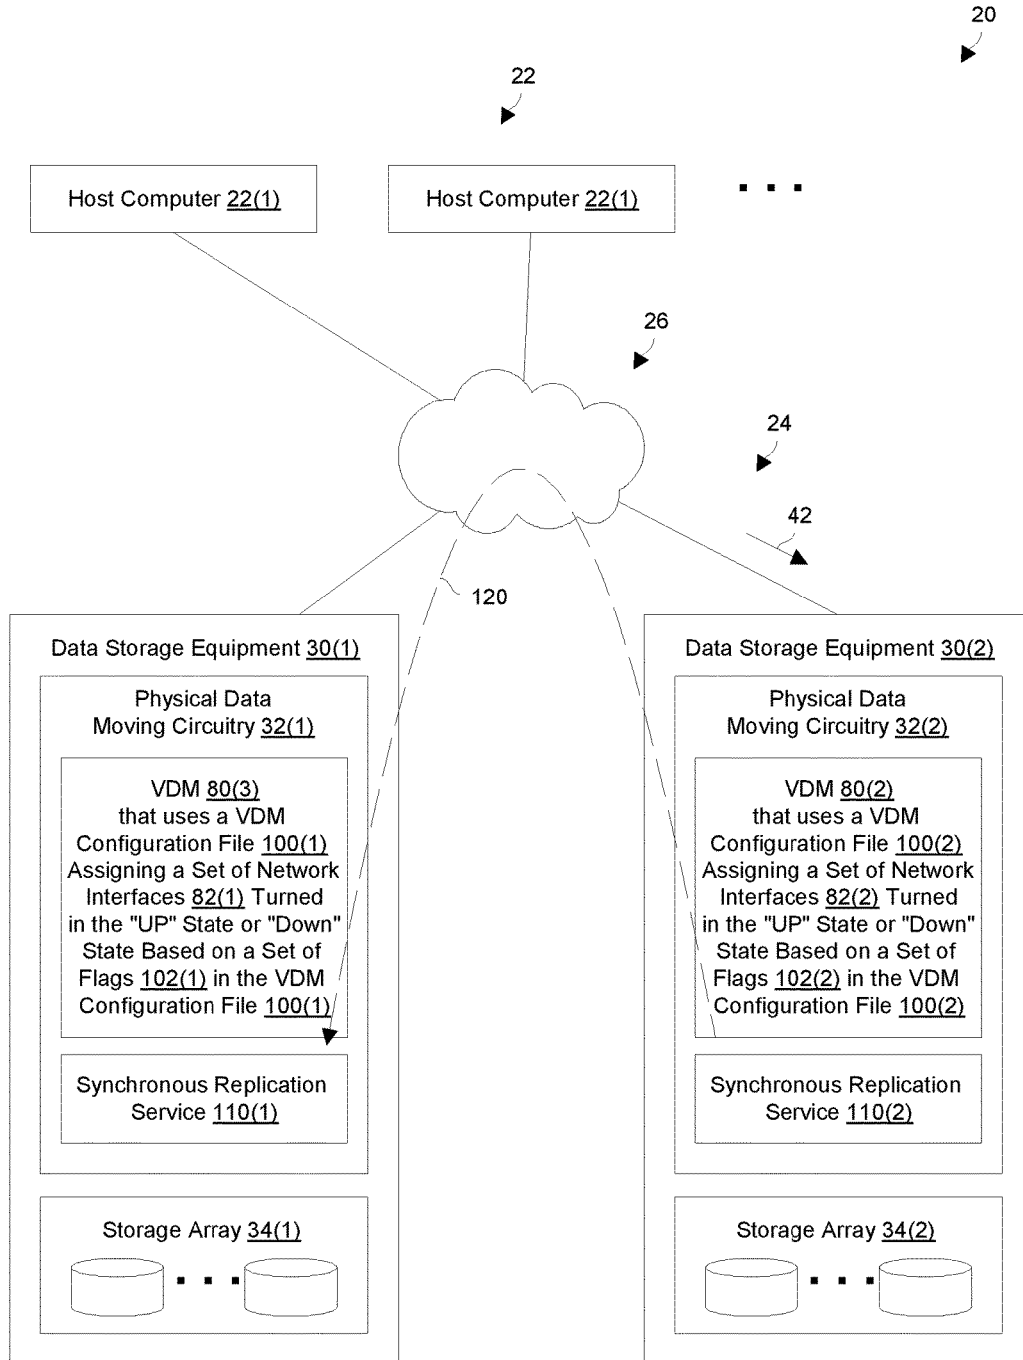 20
22
Host Computer 22(1)
Host Computer 22(1)
26
24
42
120
Data Storage Equipment 30(1)
Physical Data
Moving Circuitry 32(1)
VDM 80(3)
that uses a VDM
Configuration File 100(1)
Assigning a Set of Network
Interfaces 82(1) Turned
in the "UP" State or "Down"
State Based on a Set of
Flags 102(1) in the VDM
Configuration File 100(1)
Synchronous Replication
Service 110(1)
Storage Array 34(1)
Data Storage Equipment 30(2)
Physical Data
Moving Circuitry 32(2)
VDM 80(2)
that uses a VDM
Configuration File 100(2)
Assigning a Set of Network
Interfaces 82(2) Turned
in the "UP" State or "Down"
State Based on a Set of
Flags 102(2) in the VDM
Configuration File 100(2)
Synchronous Replication
Service 110(2)
Storage Array 34(2)